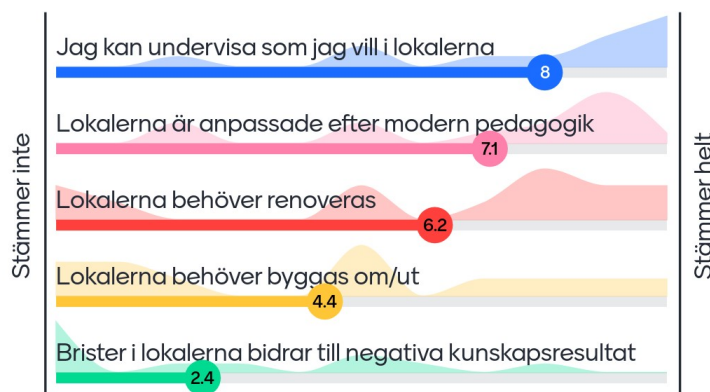 Jag kan undervisa som jag vill i lokalerna
8
Lokalerna är anpassade efter modern pedagogik
7.1
Lokalerna behöver renoveras
6.2
Lokalerna behöver byggas om/ut
4.4
Brister i lokalerna bidrar till negativa kunskapsresultat
2.4
Stämmer inte
Stämmer helt